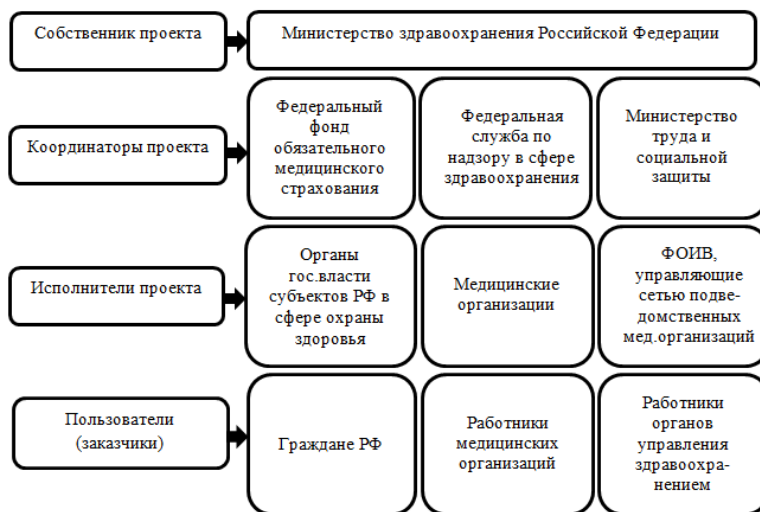 Собственник проекта
Министерство здравоохранения Российской Федерации
Координаторы проекта
Федеральный
фонд
обязательного
медицинского
страхования
Федеральная
служба по
надзору в сфере
здравоохранения
Министерство
труда и
социальной
защиты
Исполнители проекта
Органы
гос.власти
субъектов РФ в
сфере охраны
здоровья
Медицинские
организации
ФОИВ,
управляющие
сетью подве-
домственных
мед.организаций
Пользователи
(заказчики)
Граждане РФ
Работники
медицинских
организаций
Работники
органов
управления
здравоохра-
нением